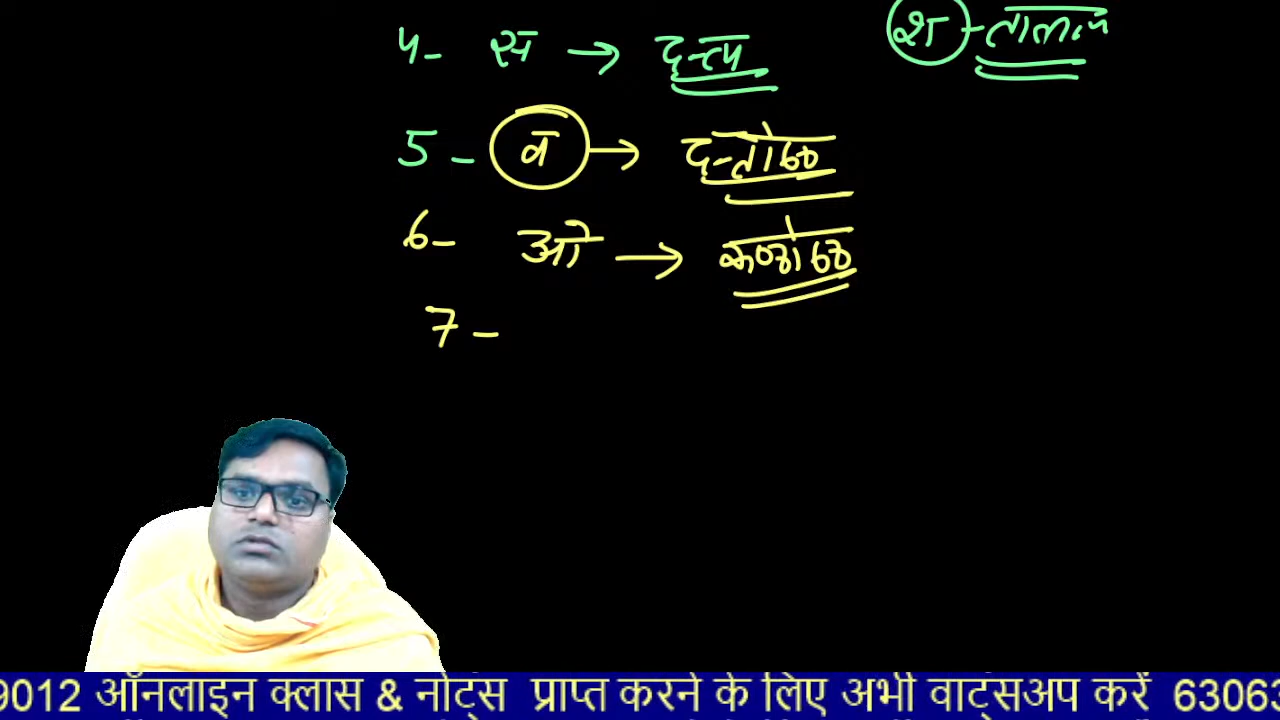 4- स → दन्त्य
श - तालव्य
5- व → दन्तोष्ठ
6- ओ → कण्ठोष्ठ
7-
9012 ऑनलाइन क्लास & नोट्स प्राप्त करने के लिए अभी वाट्सअप करें 63063